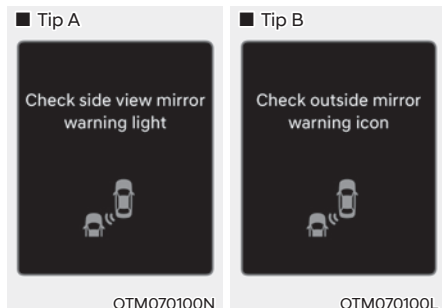 ■ Tip A
Check side view mirror
warning light
OTM070100N
■ Tip B
Check outside mirror
warning icon
OTM070100L